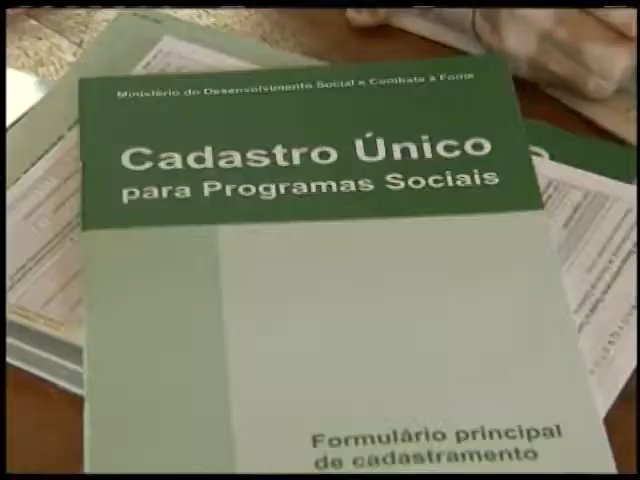 Ministério do Desenvolvimento Social e Combate à Fome
Cadastro Único
para Programas Sociais
Formulário principal
de cadastramento